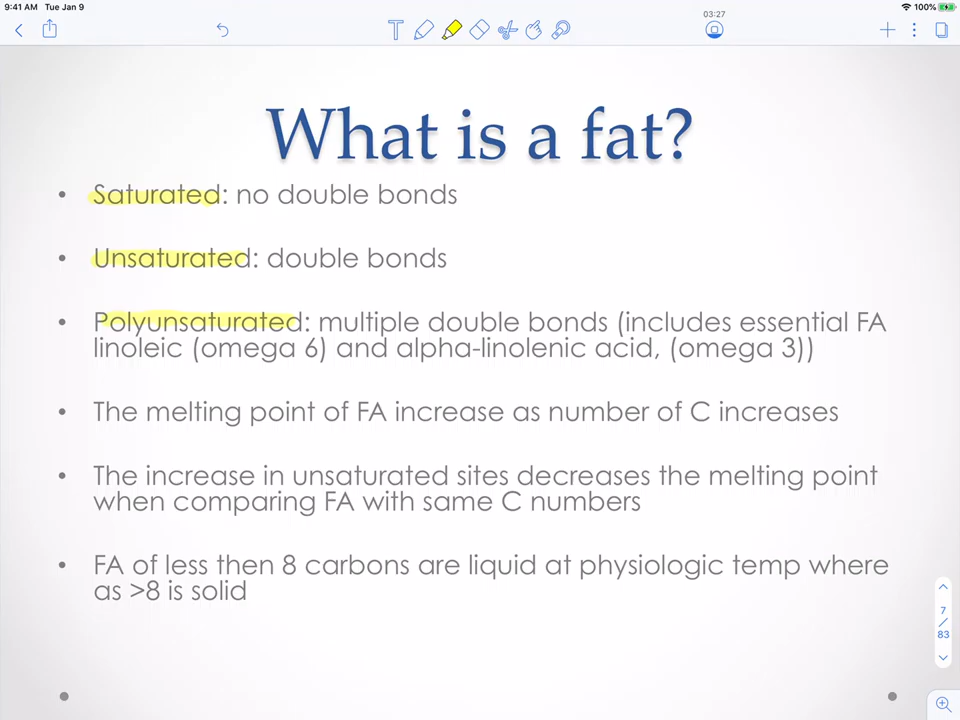 9:41 AM Tue Jan 9
100%
03:27
What is a fat?
• Saturated: no double bonds
• Unsaturated: double bonds
• Polyunsaturated: multiple double bonds (includes essential FA
linoleic (omega 6) and alpha-linolenic acid, (omega 3))
• The melting point of FA increase as number of C increases
• The increase in unsaturated sites decreases the melting point
when comparing FA with same C numbers
• FA of less then 8 carbons are liquid at physiologic temp where
as >8 is solid
7
/
83